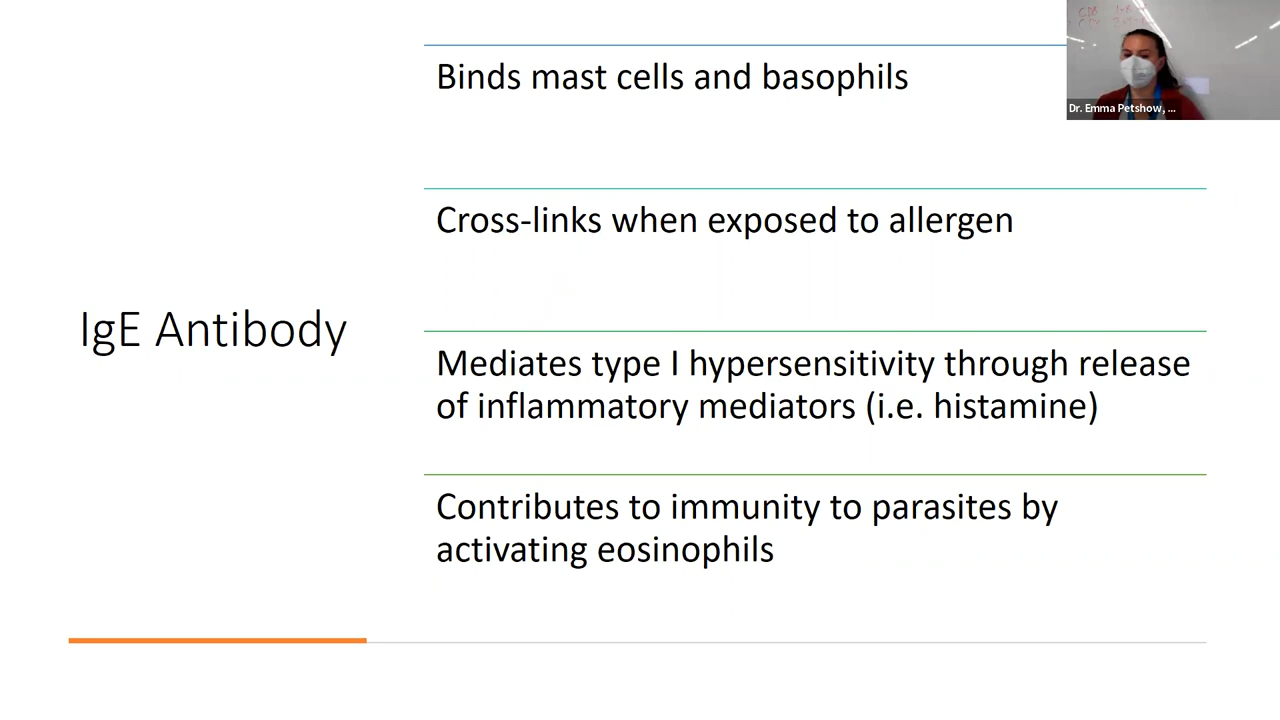 Binds mast cells and basophils
Dr. Emma Petshow, ...
Cross-links when exposed to allergen
IgE Antibody
Mediates type I hypersensitivity through release
of inflammatory mediators (i.e. histamine)
Contributes to immunity to parasites by
activating eosinophils